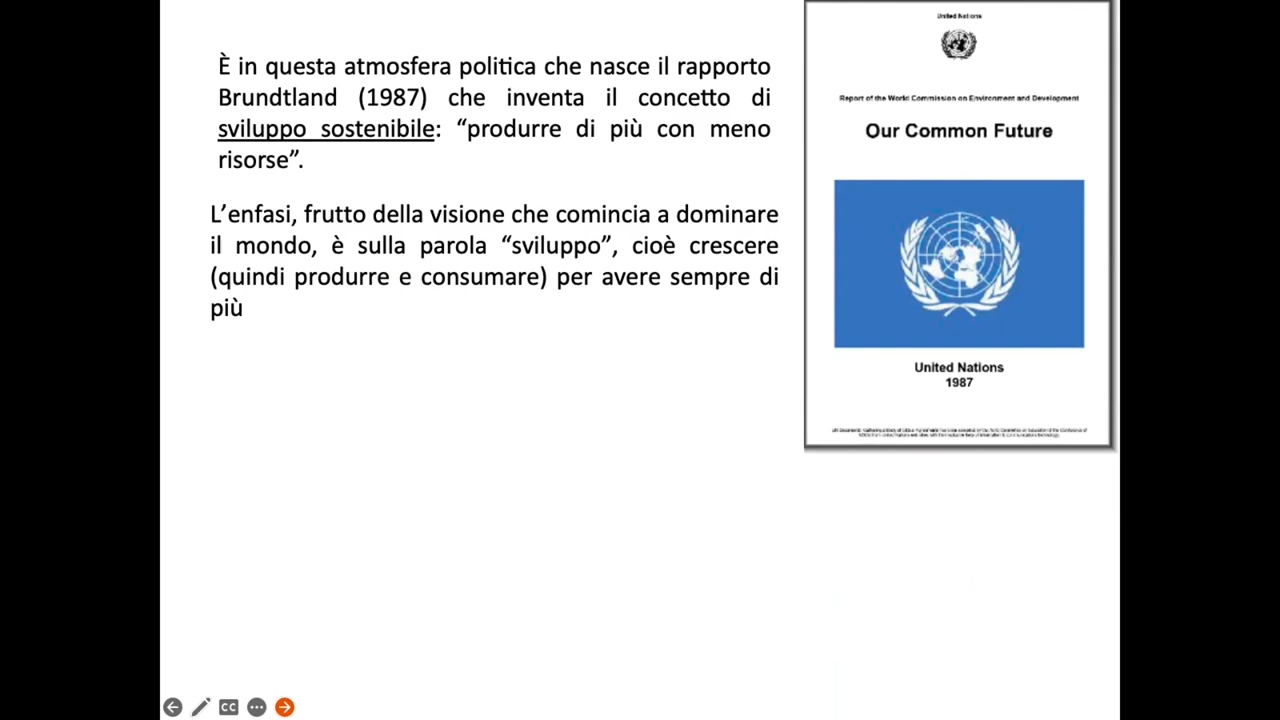 È in questa atmosfera politica che nasce il rapporto
Brundtland (1987) che inventa il concetto di
sviluppo sostenibile: “produrre di più con meno
risorse”.
L’enfasi, frutto della visione che comincia a dominare
il mondo, è sulla parola “sviluppo”, cioè crescere
(quindi produrre e consumare) per avere sempre di
più
United Nations
Report of the World Commission on Environment and Development
Our Common Future
United Nations
1987
CC